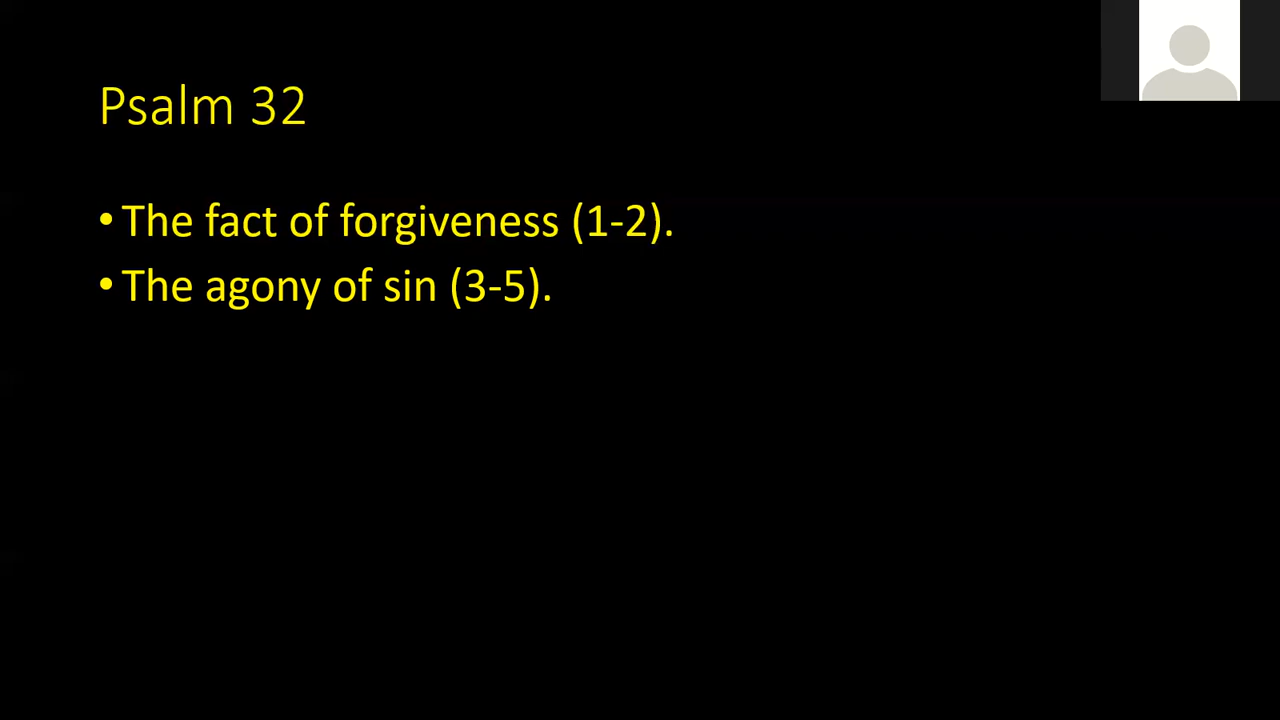 Psalm 32
• The fact of forgiveness (1-2).
• The agony of sin (3-5).